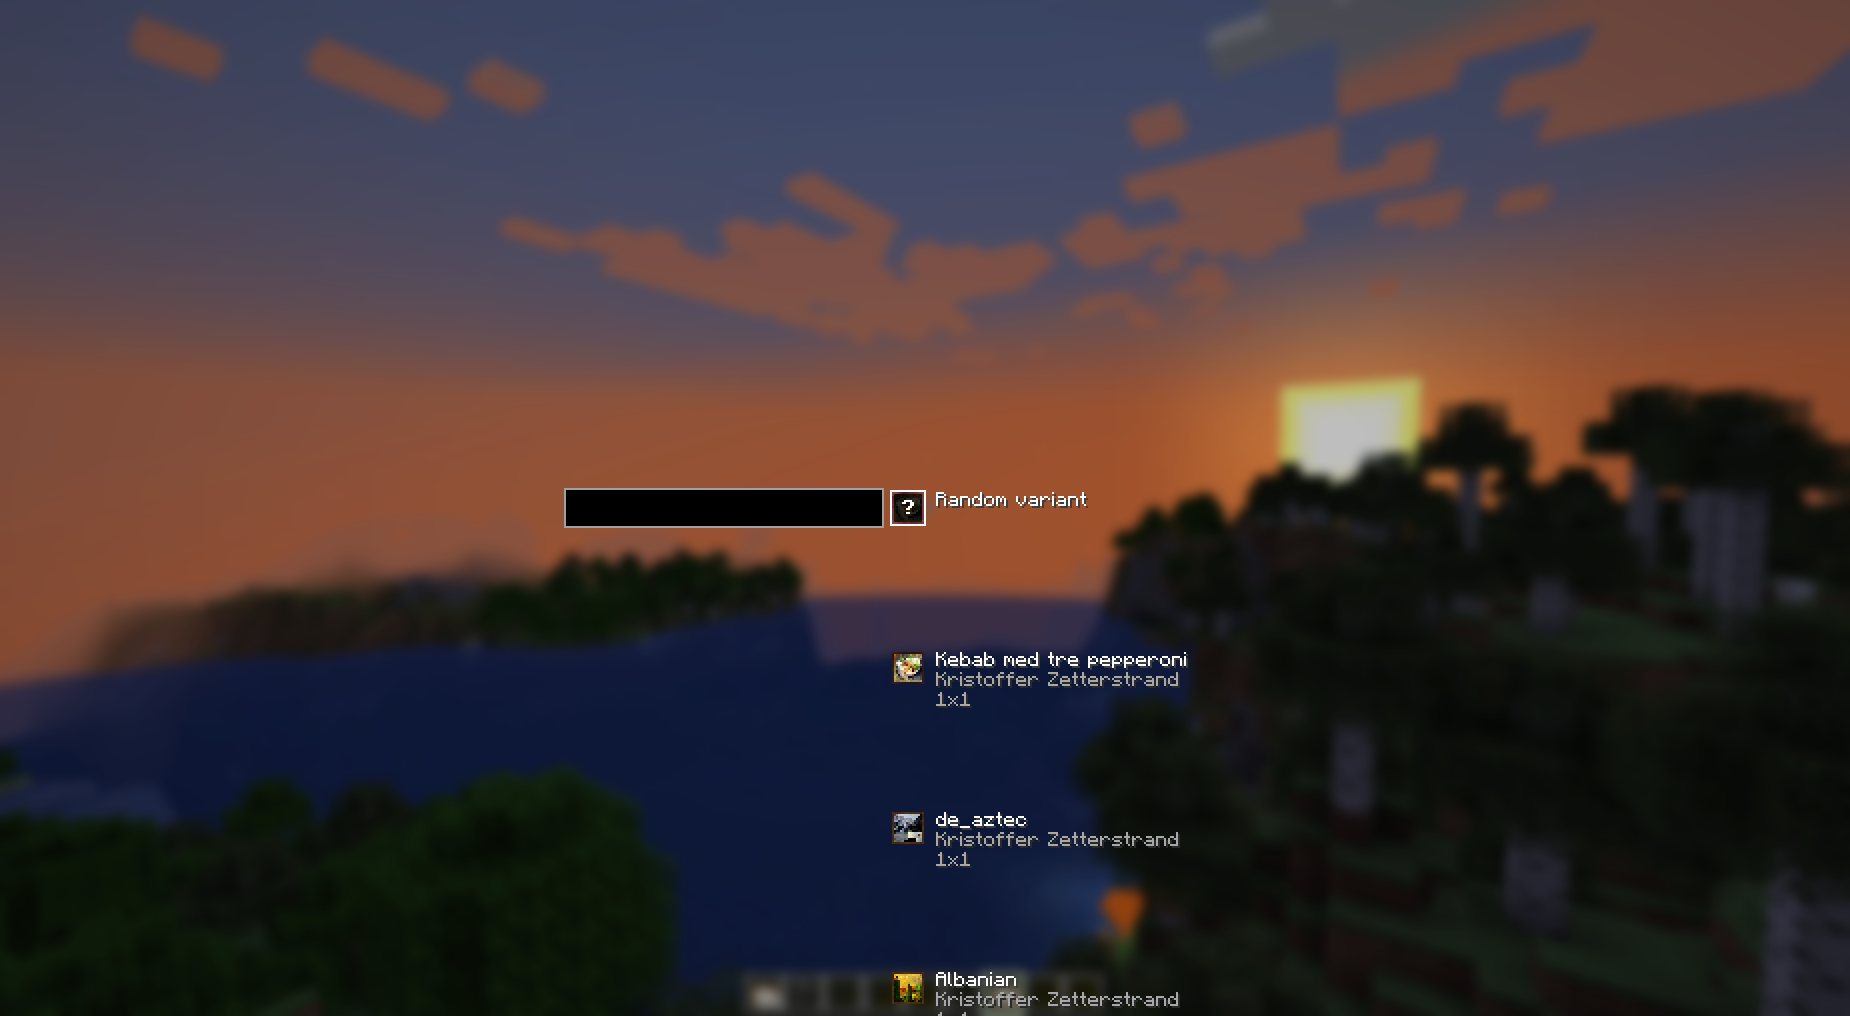 ?
Random variant
Kebab med tre pepperoni
Kristoffer Zetterstrand
1x1
de_aztec
Kristoffer Zetterstrand
1x1
Albanian
Kristoffer Zetterstrand